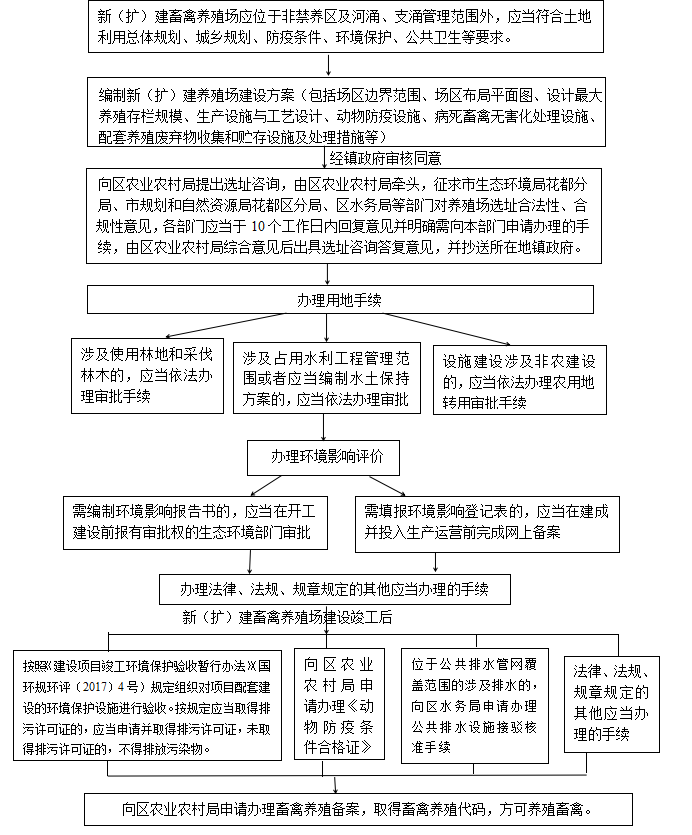 新（扩）建畜禽养殖场应位于非禁养区及河涌、支涌管理范围外，应当符合土地
利用总体规划、城乡规划、防疫条件、环境保护、公共卫生等要求。
编制新（扩）建养殖场建设方案（包括场区边界范围、场区布局平面图、设计最大
养殖存栏规模、生产设施与工艺设计、动物防疫设施、病死畜禽无害化处理设施、
配套养殖废弃物收集和贮存设施及处理措施等）
经镇政府审核同意
向区农业农村局提出选址咨询，由区农业农村局牵头，征求市生态环境局花都分
局、市规划和自然资源局花都区分局、区水务局等部门对养殖场选址合法性、合
规性意见，各部门应当于 10 个工作日内回复意见并明确需向本部门申请办理的手
续，由区农业农村局综合意见后出具选址咨询答复意见，并抄送所在地镇政府。
办理用地手续
涉及使用林地和采伐
林木的，应当依法办
理审批手续
涉及占用水利工程管理范
围或者应当编制水土保持
方案的，应当依法办理审批
设施建设涉及非农建设
的，应当依法办理农用地
转用审批手续
办理环境影响评价
需编制环境影响报告书的，应当在开工
建设前报有审批权的生态环境部门审批
需填报环境影响登记表的，应当在建成
并投入生产运营前完成网上备案
办理法律、法规、规章规定的其他应当办理的手续
新（扩）建畜禽养殖场建设竣工后
按照《建设项目竣工环境保护验收暂行办法》（国
环规环评（2017）4 号）规定组织对项目配套建
设的环境保护设施进行验收。按规定应当取得排
污许可证的，应当申请并取得排污许可证，未取
得排污许可证的，不得排放污染物。
向区农业
农村局申
请办理《动
物防疫条
件合格证》
位于公共排水管网覆
盖范围的涉及排水的，
向区水务局申请办理
公共排水设施接驳核
准手续
法律、法规、
规章规定的
其他应当办
理的手续
向区农业农村局申请办理畜禽养殖备案，取得畜禽养殖代码，方可养殖畜禽。